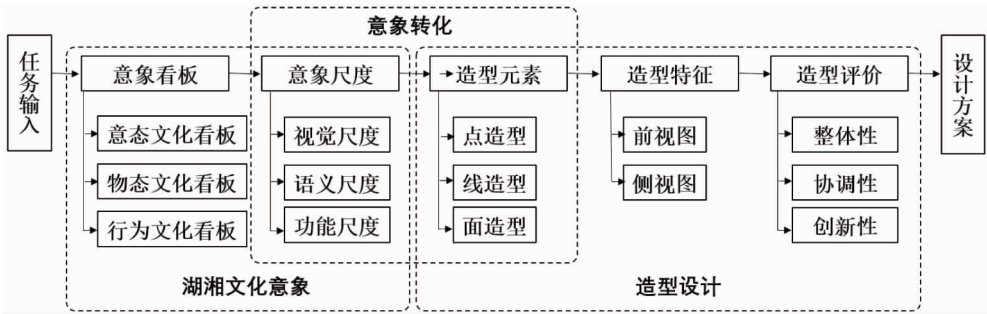 意象转化
任务输入
意象看板
意象尺度
造型元素
造型特征
造型评价
设计方案
意态文化看板
视觉尺度
点造型
前视图
整体性
物态文化看板
语义尺度
线造型
侧视图
协调性
行为文化看板
功能尺度
面造型
创新性
湖湘文化意象
造型设计